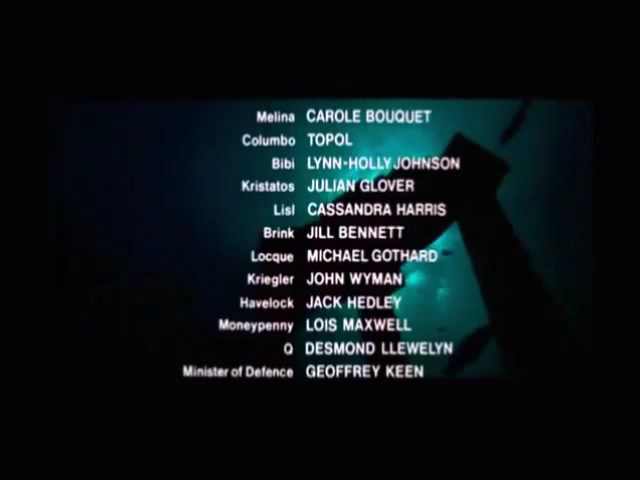 Melina CAROLE BOUQUET
Columbo TOPOL
Bibi LYNN-HOLLY JOHNSON
Kristatos JULIAN GLOVER
Lisl CASSANDRA HARRIS
Brink JILL BENNETT
Locque MICHAEL GOTHARD
Kriegler JOHN WYMAN
Havelock JACK HEDLEY
Moneypenny LOIS MAXWELL
Q DESMOND LLEWELYN
Minister of Defence GEOFFREY KEEN